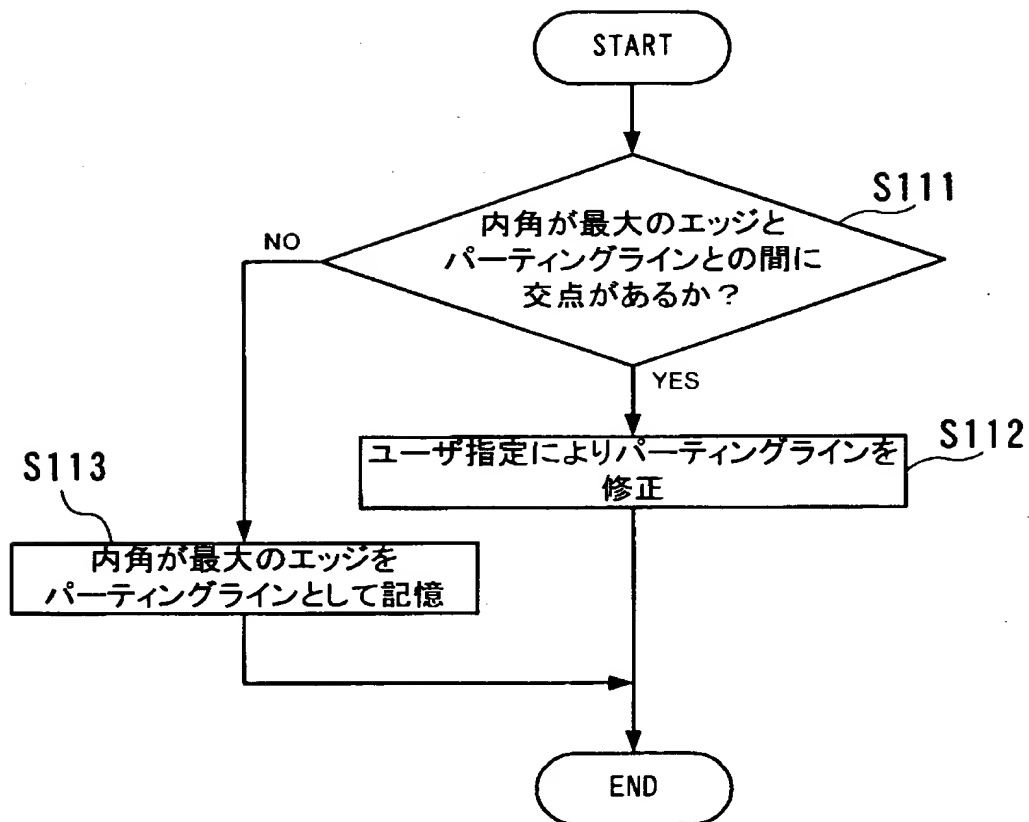 START
S111
内角が最大のエッジと
パーティングラインとの間に
交点があるか？
NO
YES
S112
ユーザ指定によりパーティングラインを
修正
S113
内角が最大のエッジを
パーティングラインとして記憶
END